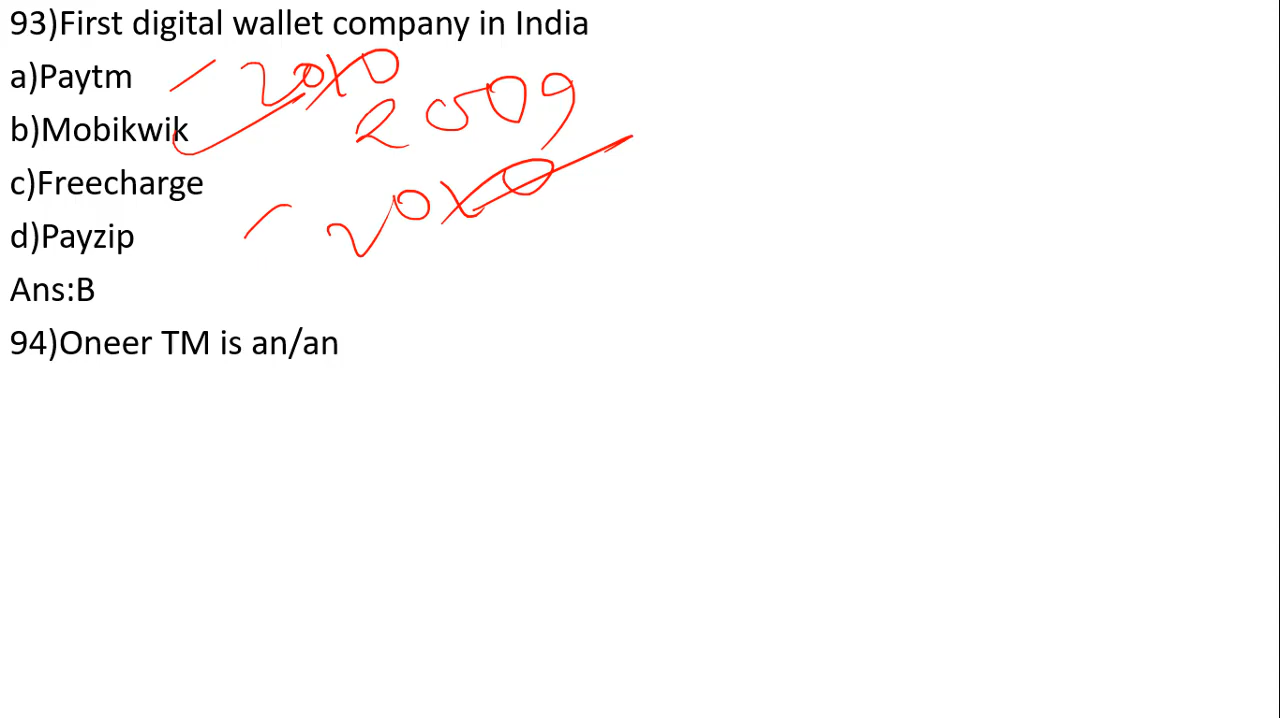 93)First digital wallet company in India
a)Paytm - 2010
b)Mobikwik 2009
c)Freecharge - 2010
d)Payzip
Ans:B
94)Oneer TM is an/an